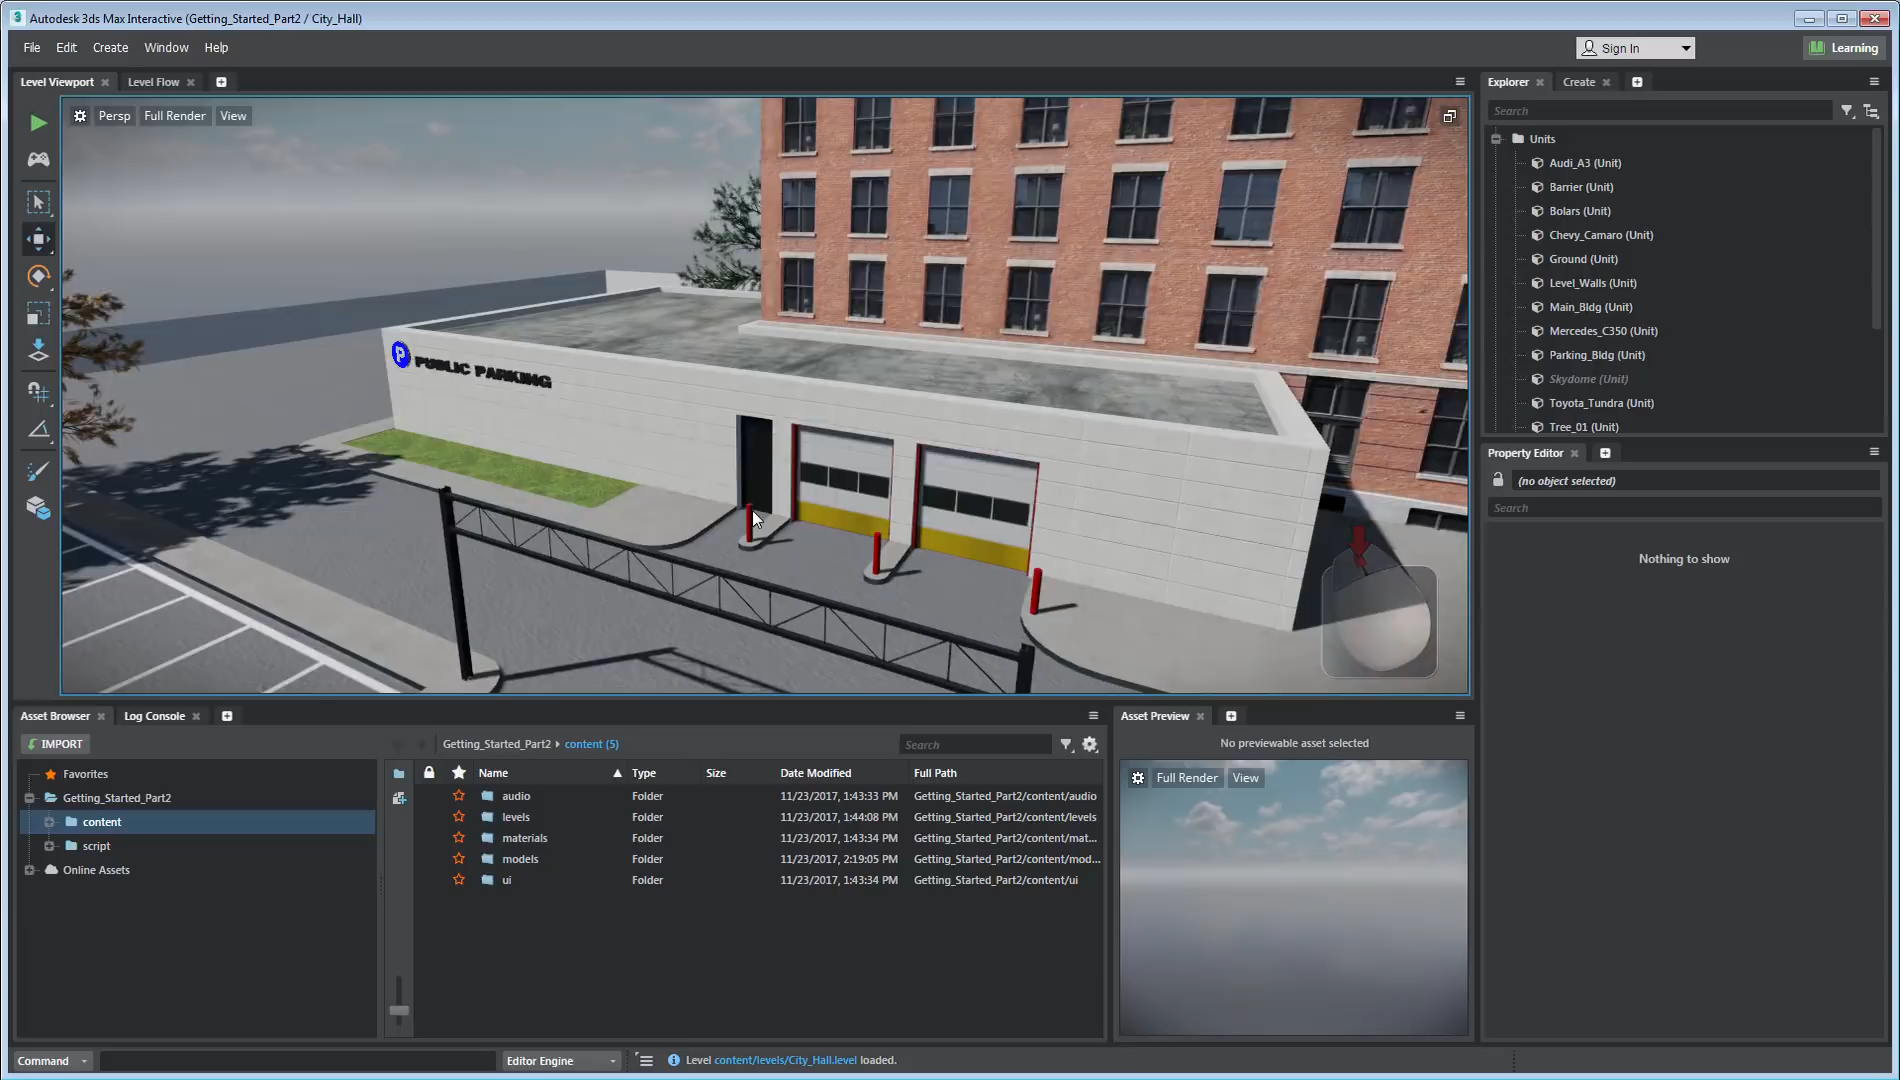 Autodesk 3ds Max Interactive (Getting_Started_Part2 / City_Hall)
File Edit Create Window Help
Sign In
Learning
Level Viewport Level Flow
Persp Full Render View
P PUBLIC PARKING
Explorer Create
Search
Units
Audi_A3 (Unit)
Barrier (Unit)
Bolars (Unit)
Chevy_Camaro (Unit)
Ground (Unit)
Level_Walls (Unit)
Main_Bldg (Unit)
Mercedes_C350 (Unit)
Parking_Bldg (Unit)
Skydome (Unit)
Toyota_Tundra (Unit)
Tree_01 (Unit)
Property Editor
(no object selected)
Search
Nothing to show
Asset Browser Log Console
IMPORT
Favorites
Getting_Started_Part2
content
script
Online Assets
Getting_Started_Part2 content (5)
Search
Name Type Size Date Modified Full Path
audio Folder 11/23/2017, 1:43:33 PM Getting_Started_Part2/content/audio
levels Folder 11/23/2017, 1:44:08 PM Getting_Started_Part2/content/levels
materials Folder 11/23/2017, 1:43:34 PM Getting_Started_Part2/content/mat...
models Folder 11/23/2017, 2:19:05 PM Getting_Started_Part2/content/mod...
ui Folder 11/23/2017, 1:43:34 PM Getting_Started_Part2/content/ui
Asset Preview
No previewable asset selected
Full Render View
Command
Editor Engine
Level content/levels/City_Hall.level loaded.